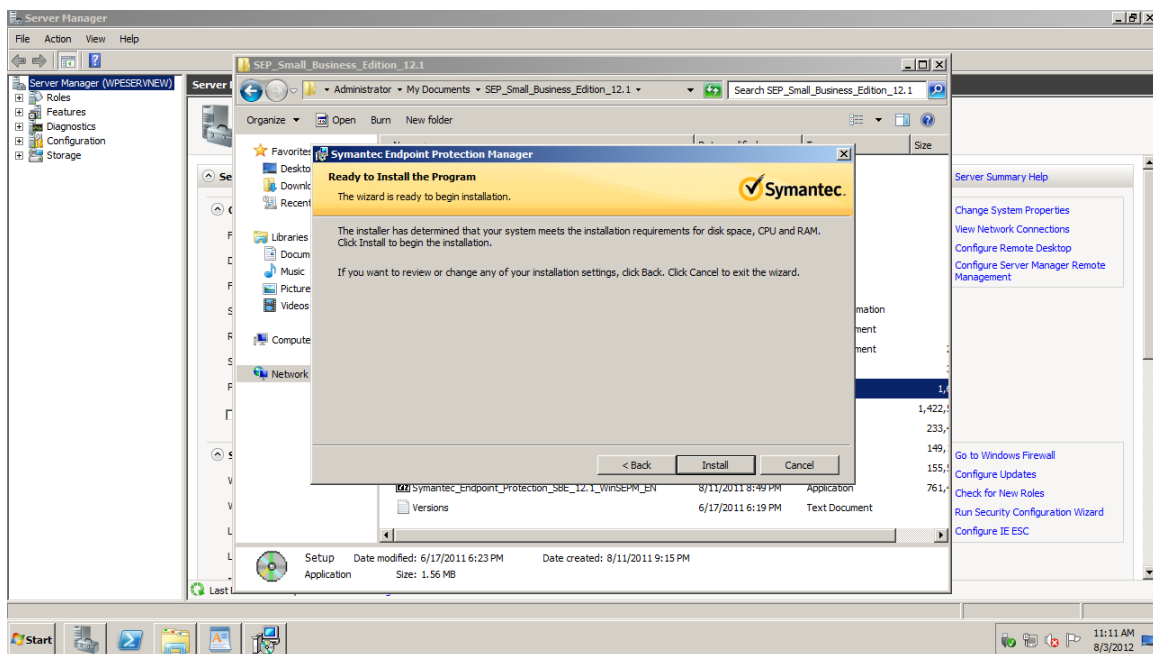 Server Manager
File Action View Help
Server Manager (WPESERVNEW)
Roles
Features
Diagnostics
Configuration
Storage
SEP_Small_Business_Edition_12.1
Administrator
My Documents
SEP_Small_Business_Edition_12.1
Search SEP_Small_Business_Edition_12.1
Organize
Open
Burn
New folder
Size
Favorites
Libraries
Music
Videos
Network
Symantec Endpoint Protection Manager
Ready to Install the Program
The wizard is ready to begin installation.
Symantec.
The installer has determined that your system meets the installation requirements for disk space, CPU and RAM.
Click Install to begin the installation.
If you want to review or change any of your installation settings, click Back. Click Cancel to exit the wizard.
< Back
Install
Cancel
Symantec_Endpoint_Protection_SBE_12.1_WinSEPM_EN 8/11/2011 8:49 PM Application 761,
Versions 6/17/2011 6:19 PM Text Document
1,422,
233,
149,
155,
Setup Date modified: 6/17/2011 6:23 PM Date created: 8/11/2011 9:15 PM
Application Size: 1.56 MB
Server Summary Help
Change System Properties
View Network Connections
Configure Remote Desktop
Configure Server Manager Remote
Management
Go to Windows Firewall
Configure Updates
Check for New Roles
Run Security Configuration Wizard
Configure IE ESC
Last
Start
11:11 AM
8/3/2012